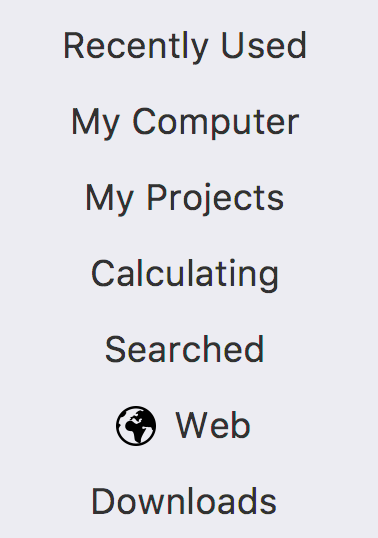 Recently Used
My Computer
My Projects
Calculating
Searched
Web
Downloads